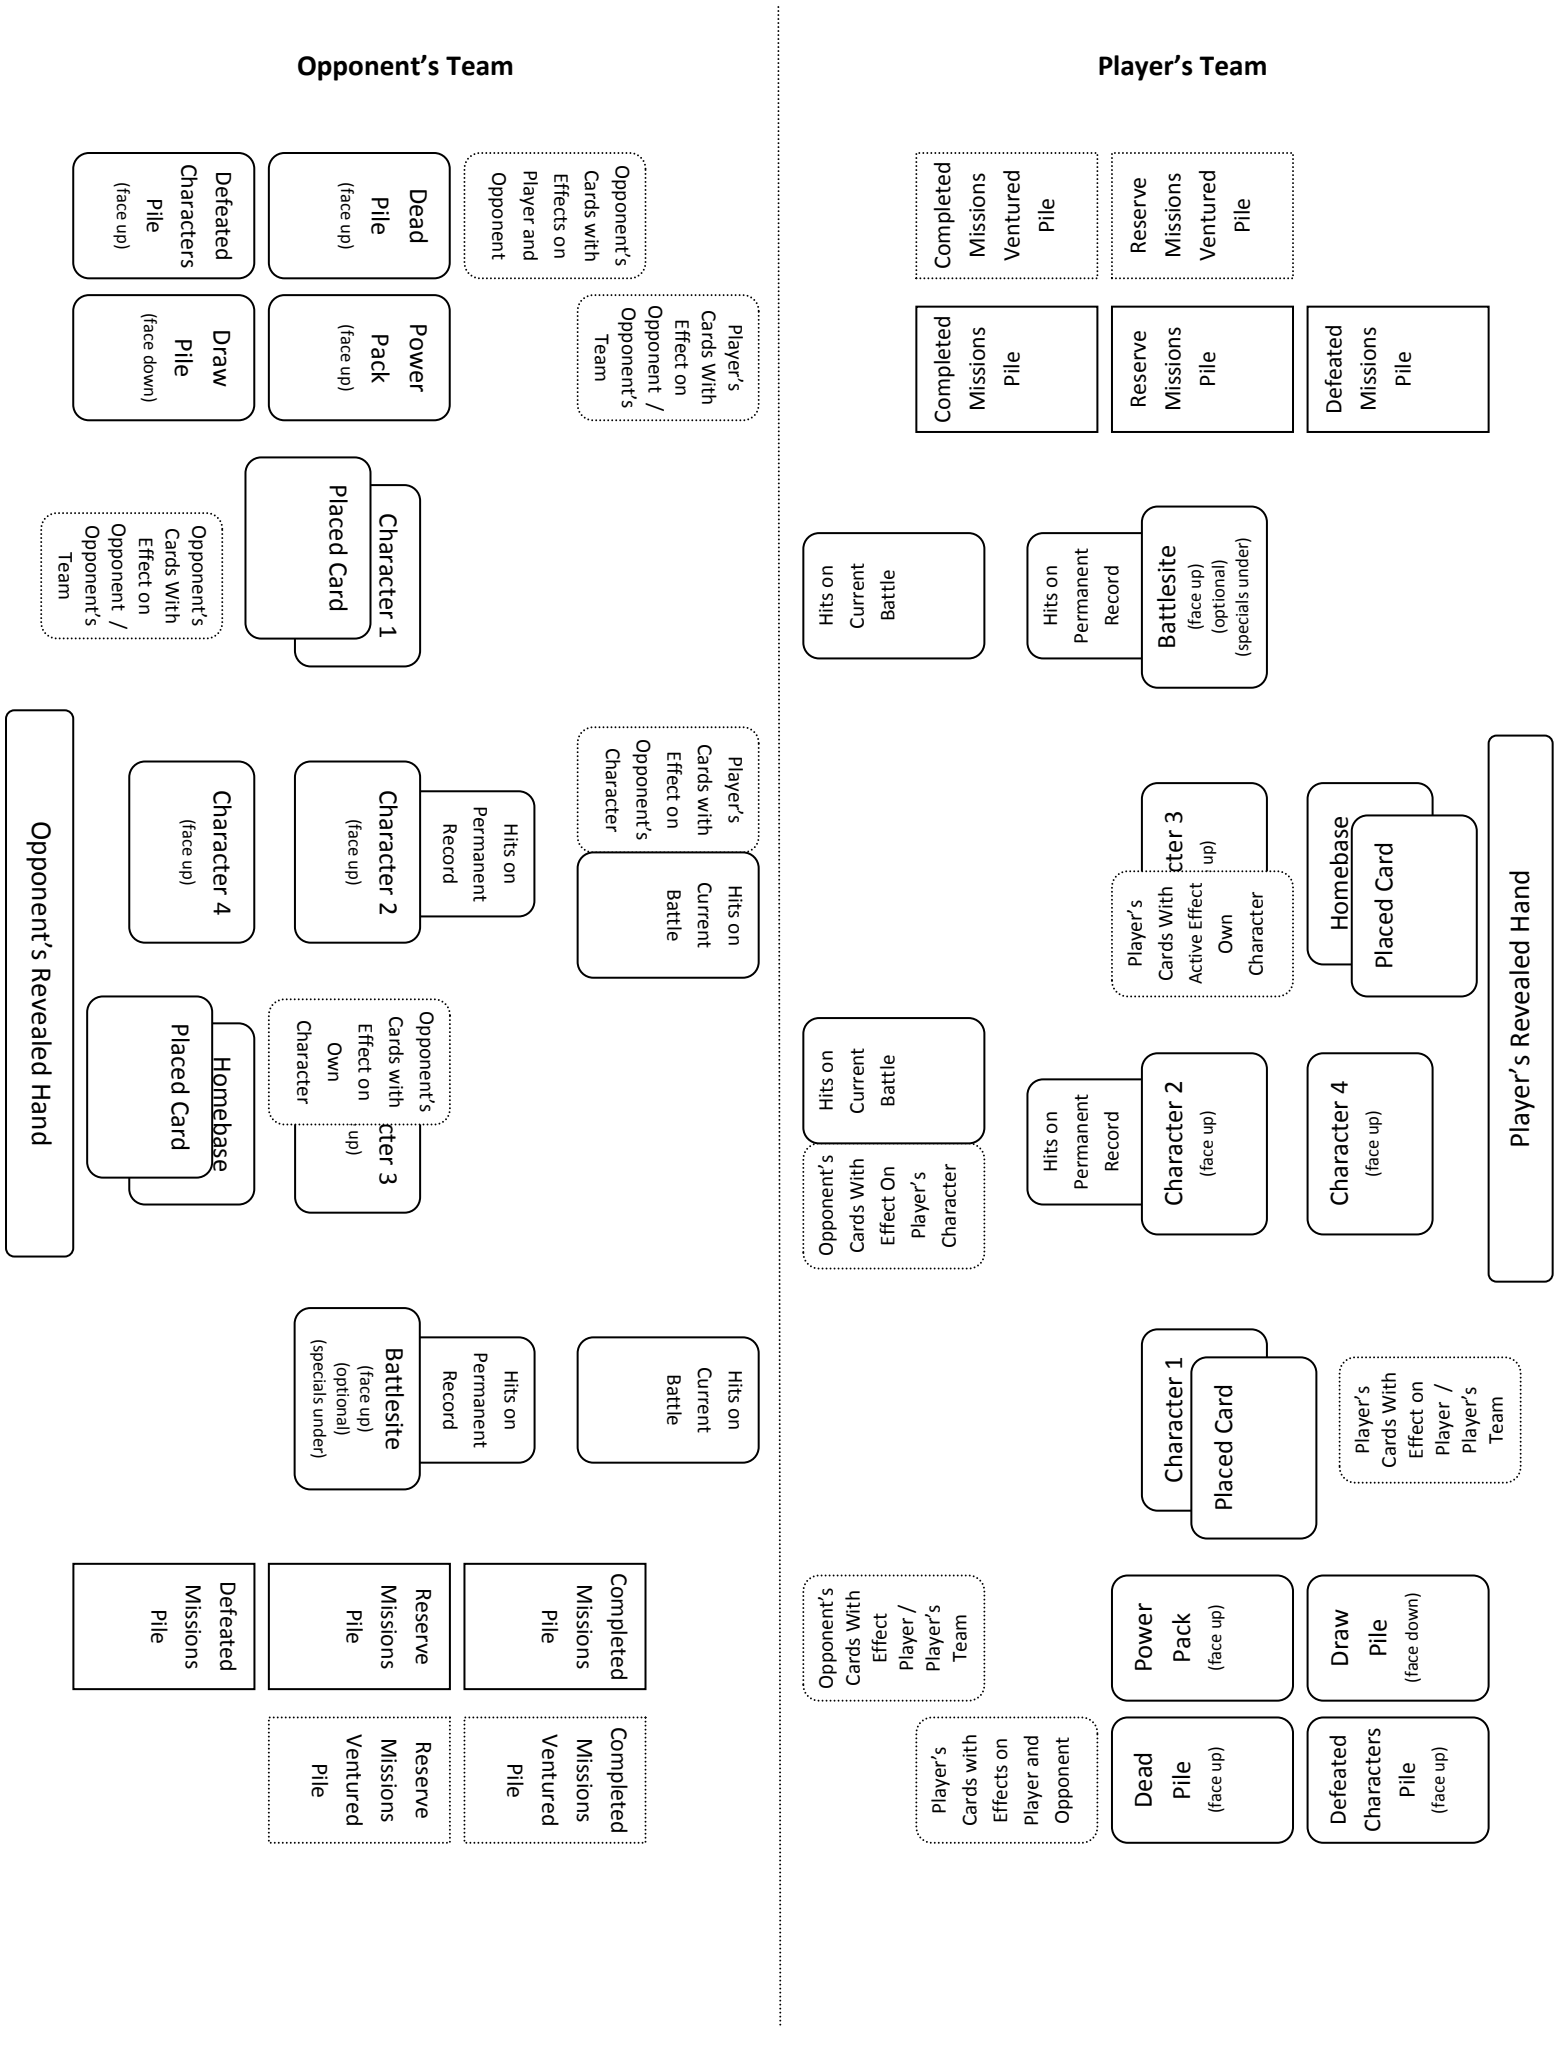 Opponent's Team
Defeated
Characters
Pile
(face up)
Dead
Pile
(face up)
Opponent's
Cards with
Effects on
Player and
Opponent
Draw
Pile
(face down)
Power
Pack
(face up)
Player's
Cards With
Effect on
Opponent /
Opponent's
Team
Placed Card
Character 1
Opponent's
Cards With
Effect on
Opponent /
Opponent's
Team
Opponent's Revealed Hand
Character 4
(face up)
Character 2
(face up)
Hits on
Permanent
Record
Player's
Cards with
Effect on
Opponent's
Character
Hits on
Current
Battle
Placed Card
Homebase
Opponent's
Cards with
Effect on
Own
Character
cter 3
up)
Battlesite
(face up)
(optional)
(specials under)
Hits on
Permanent
Record
Hits on
Current
Battle
Defeated
Missions
Pile
Reserve
Missions
Pile
Completed
Missions
Pile
Reserve
Missions
Ventured
Pile
Completed
Missions
Ventured
Pile
Player's Team
Completed
Missions
Ventured
Pile
Reserve
Missions
Ventured
Pile
Completed
Missions
Pile
Reserve
Missions
Pile
Defeated
Missions
Pile
Hits on
Current
Battle
Hits on
Permanent
Record
Battlesite
(face up)
(optional)
(specials under)
cter 3
up)
Player's
Cards With
Active Effect
Own
Character
Homebase
Placed Card
Player's Revealed Hand
Hits on
Current
Battle
Opponent's
Cards With
Effect On
Player's
Character
Hits on
Permanent
Record
Character 2
(face up)
Character 4
(face up)
Character 1
Placed Card
Player's
Cards With
Effect on
Player /
Player's
Team
Opponent's
Cards With
Effect
Player /
Player's
Team
Power
Pack
(face up)
Draw
Pile
(face down)
Player's
Cards with
Effects on
Player and
Opponent
Dead
Pile
(face up)
Defeated
Characters
Pile
(face up)